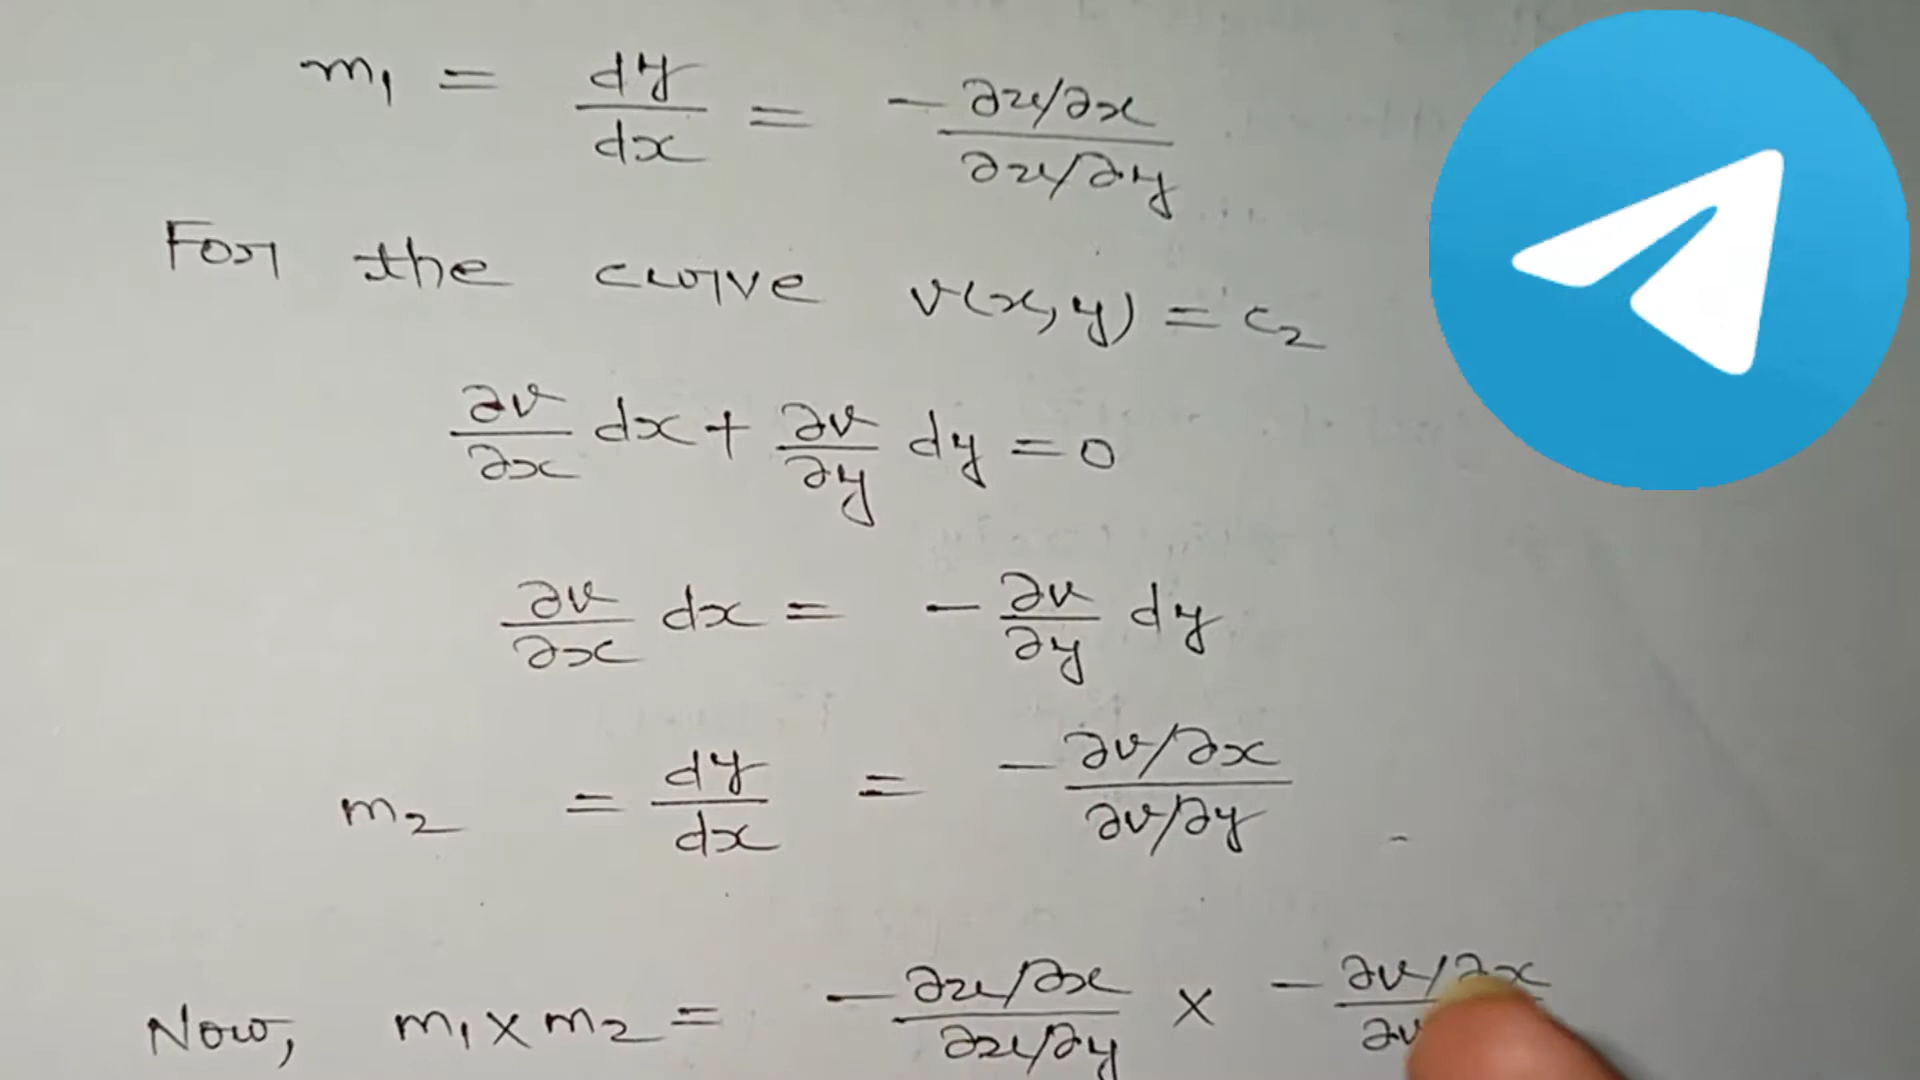 m₁ = dy/dx = - ∂u/∂x / ∂u/∂y
For the curve v(x,y) = c₂
∂v/∂x dx + ∂v/∂y dy = 0
∂v/∂x dx = - ∂v/∂y dy
m₂ = dy/dx = - ∂v/∂x / ∂v/∂y
Now, m₁ x m₂ = - ∂u/∂x / ∂u/∂y x - ∂v/∂x / ∂v